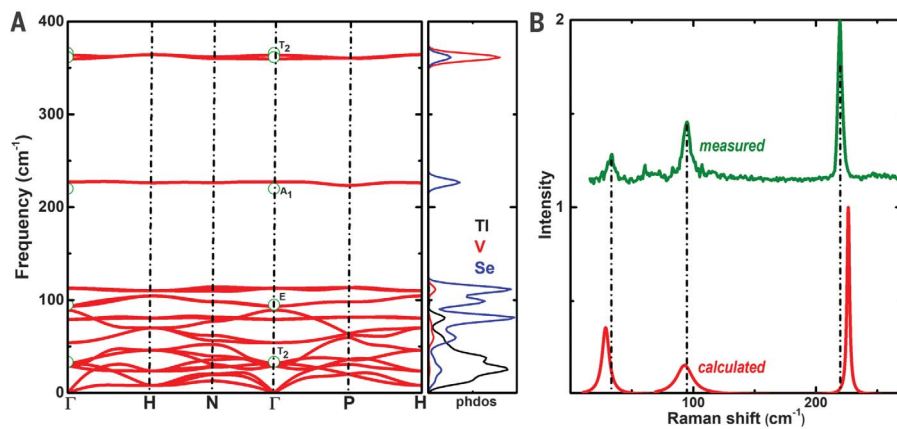 A
B
400
300
200
100
0
Frequency (cm⁻¹)
T₂
A₁
E
T₂
Γ H N Γ P H
Tl
V
Se
phdos
2
1
0
Intensity
measured
calculated
100 200
Raman shift (cm⁻¹)